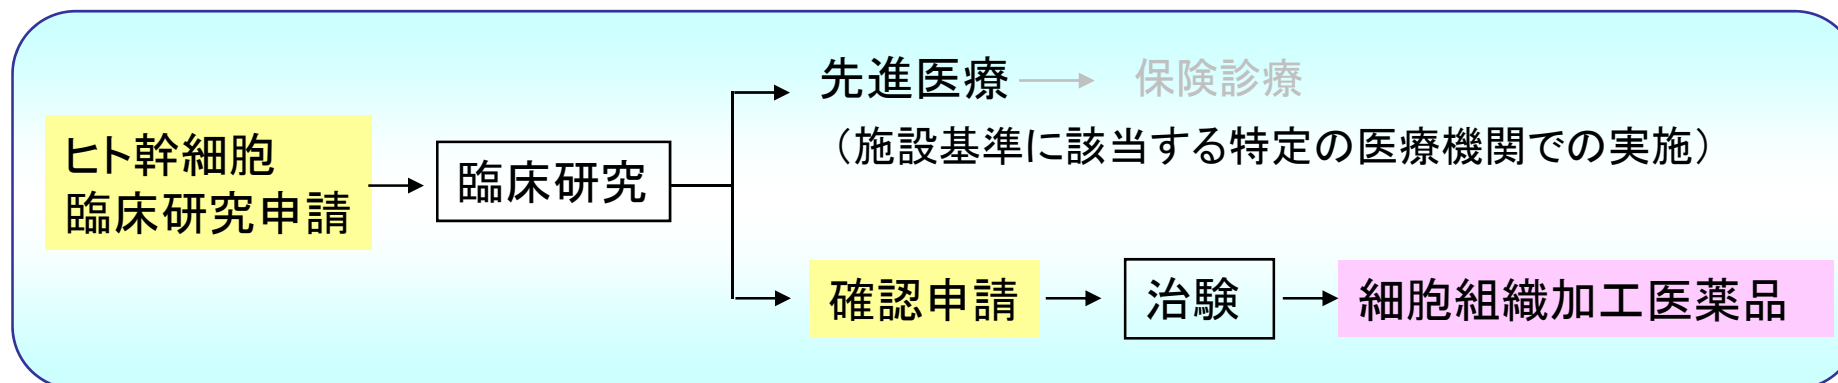 ヒト幹細胞
臨床研究申請
臨床研究
先進医療
保険診療
（施設基準に該当する特定の医療機関での実施）
確認申請
治験
細胞組織加工医薬品